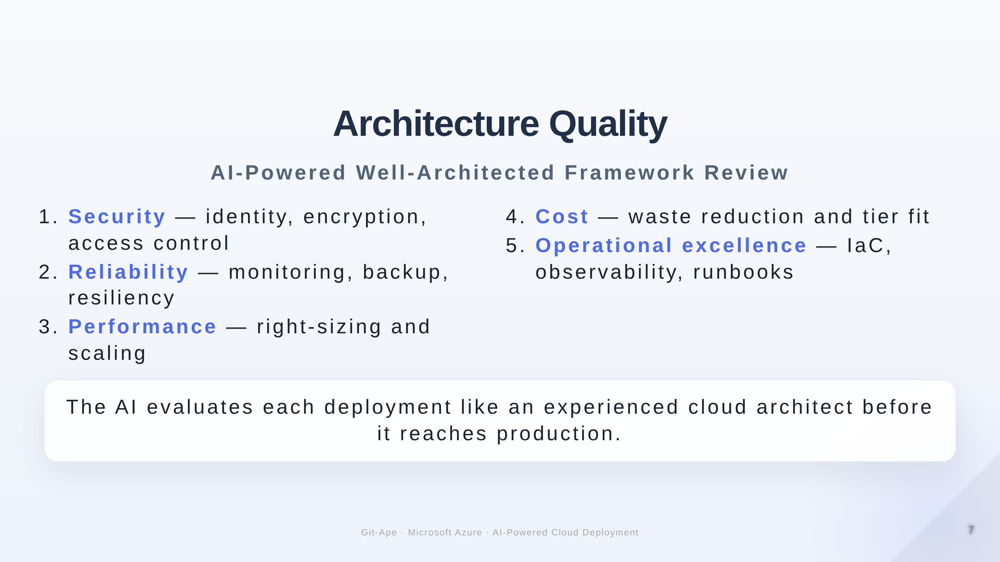 Architecture Quality
AI-Powered Well-Architected Framework Review
1. Security — identity, encryption,
access control
2. Reliability — monitoring, backup,
resiliency
3. Performance — right-sizing and
scaling
4. Cost — waste reduction and tier fit
5. Operational excellence — IaC,
observability, runbooks
The AI evaluates each deployment like an experienced cloud architect before
it reaches production.
Git-Ape · Microsoft Azure · AI-Powered Cloud Deployment
7